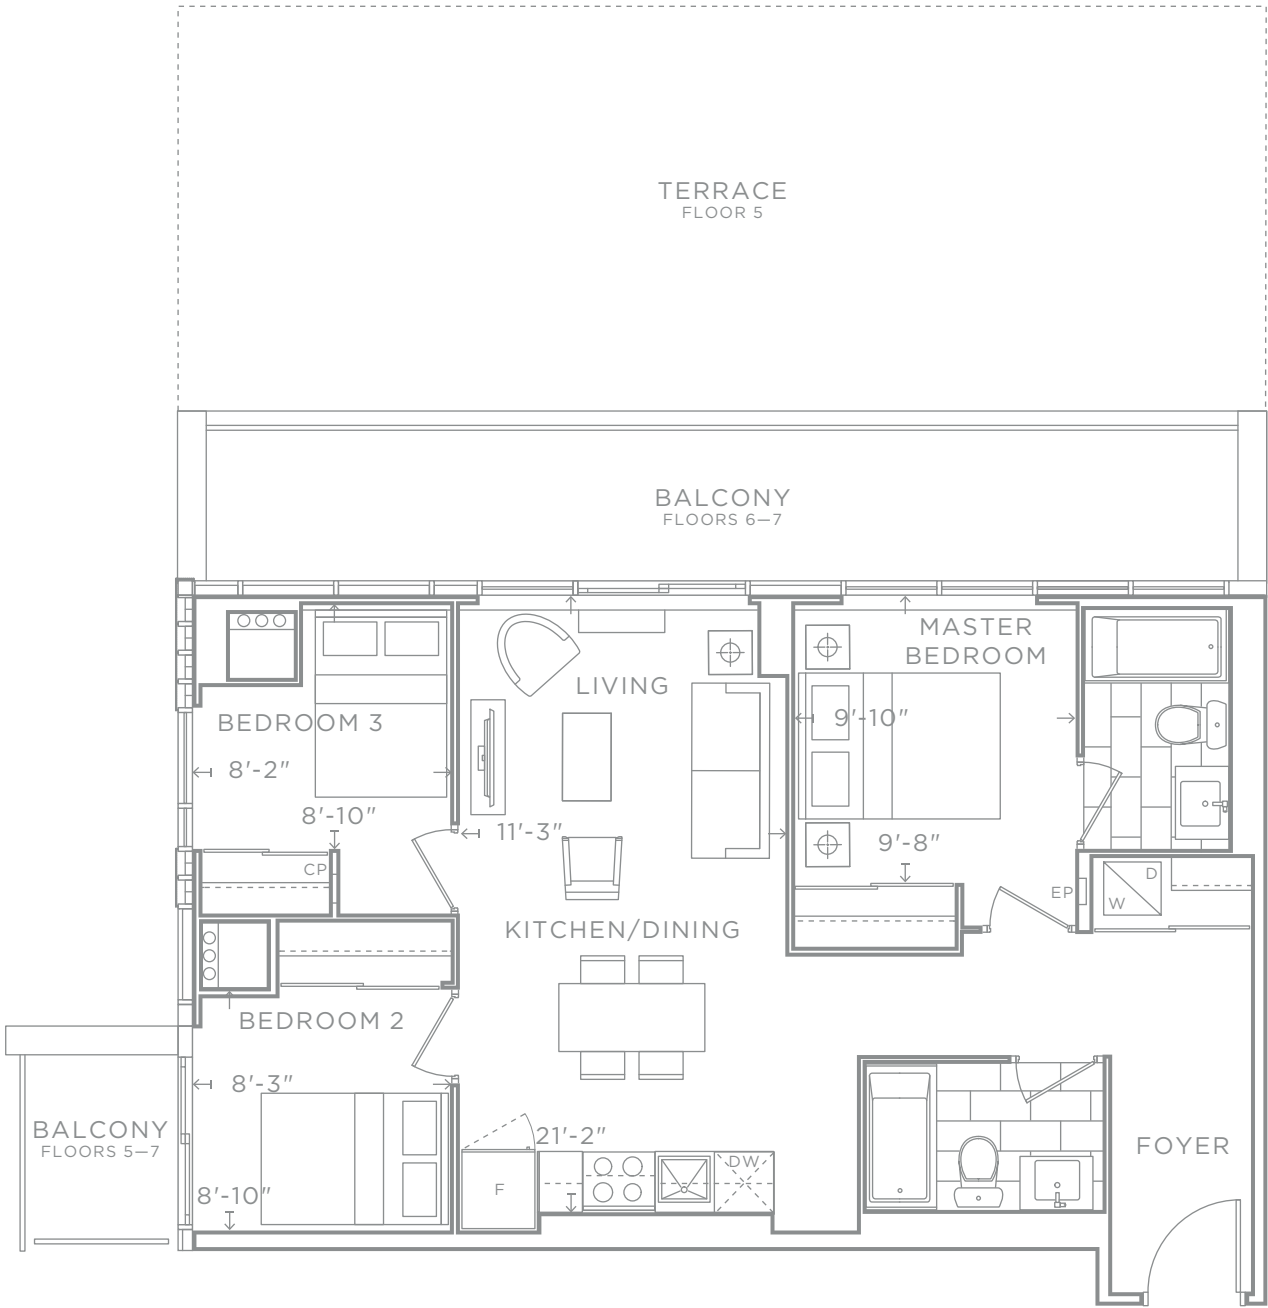 TERRACE
FLOOR 5
BALCONY
FLOORS 6—7
MASTER
BEDROOM
LIVING
BEDROOM 3
9'-10"
8'-2"
8'-10"
11'-3"
9'-8"
CP
EP
D
W
KITCHEN/DINING
BEDROOM 2
8'-3"
BALCONY
FLOORS 5—7
21'-2"
FOYER
DW
F
8'-10"